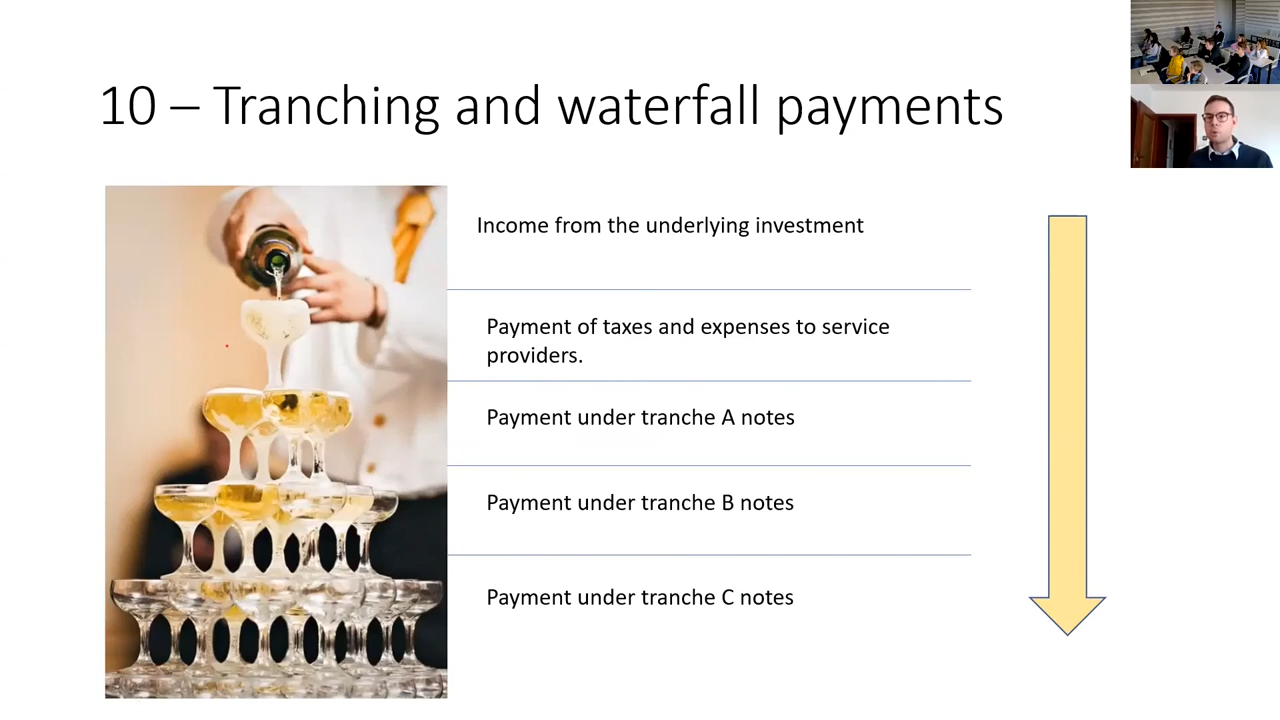 10 – Tranching and waterfall payments
Income from the underlying investment
Payment of taxes and expenses to service
providers.
Payment under tranche A notes
Payment under tranche B notes
Payment under tranche C notes